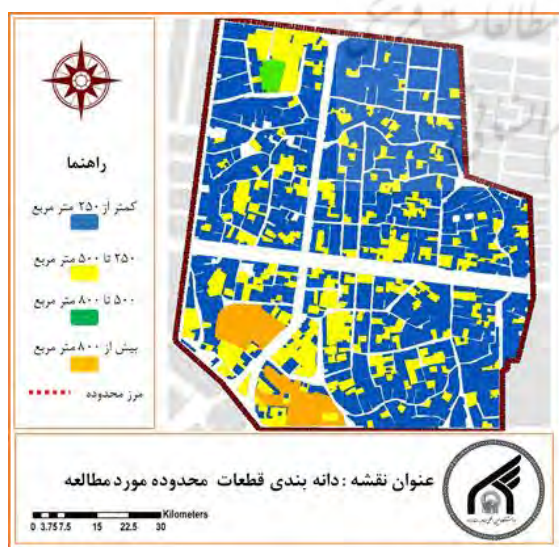 راهنما
کمتر از ۲۵۰ متر مربع
۲۵۰ تا ۵۰۰ متر مربع
۵۰۰ تا ۸۰۰ متر مربع
بیش از ۸۰۰ متر مربع
مرز محدوده
عنوان نقشه : دانه بندی قطعات محدوده مورد مطالعه
Kilometers
0 3.75 7.5 15 22.5 30